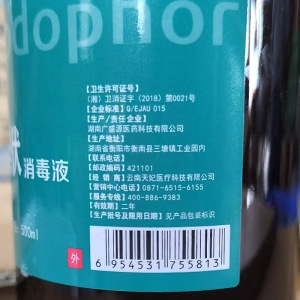 dophor
【卫生许可证号】
（湘）卫消证字（2018）第0021号
【企业标准】Q/EJAU 015
【生产/责任企业】
湖南广盛源医药科技有限公司
【生产地址】
湖南省衡阳市衡南县三塘镇工业园内
【联系电话】
【邮政编码】421101
【经 销 商】云南天妃医疗科技有限公司
【营销中心电话】0871-6515-6155
【服务专线】400-886-9383
【有效期】二年
【生产批号及限用日期】见产品包装标识
状
消毒液
500ml
外
6 954531 755813